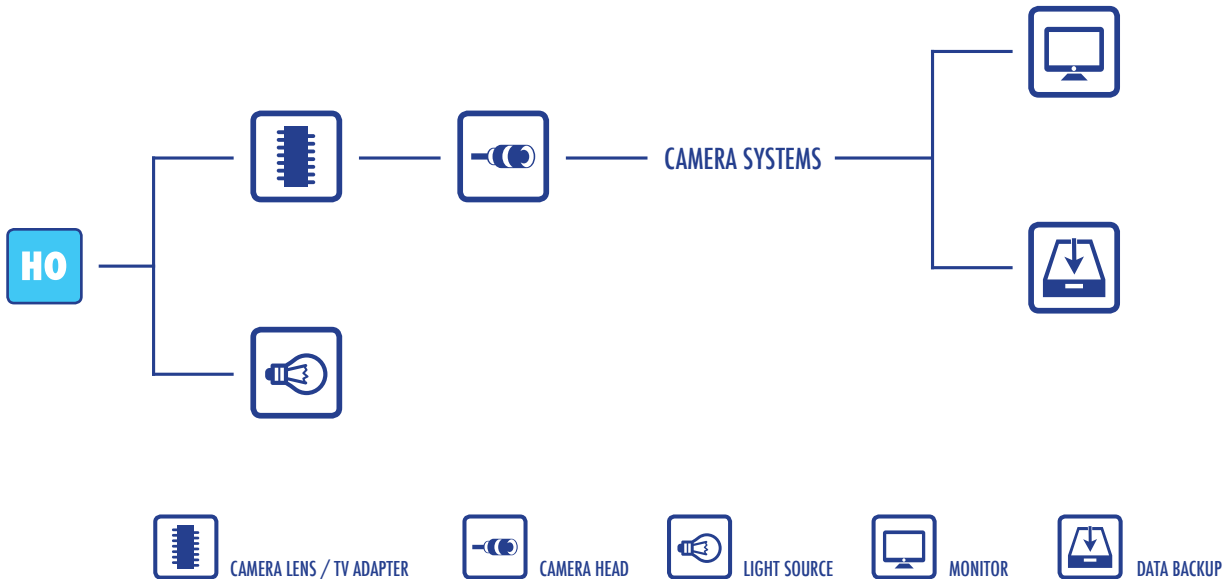 CAMERA SYSTEMS
HO
CAMERA LENS / TV ADAPTER
CAMERA HEAD
LIGHT SOURCE
MONITOR
DATA BACKUP